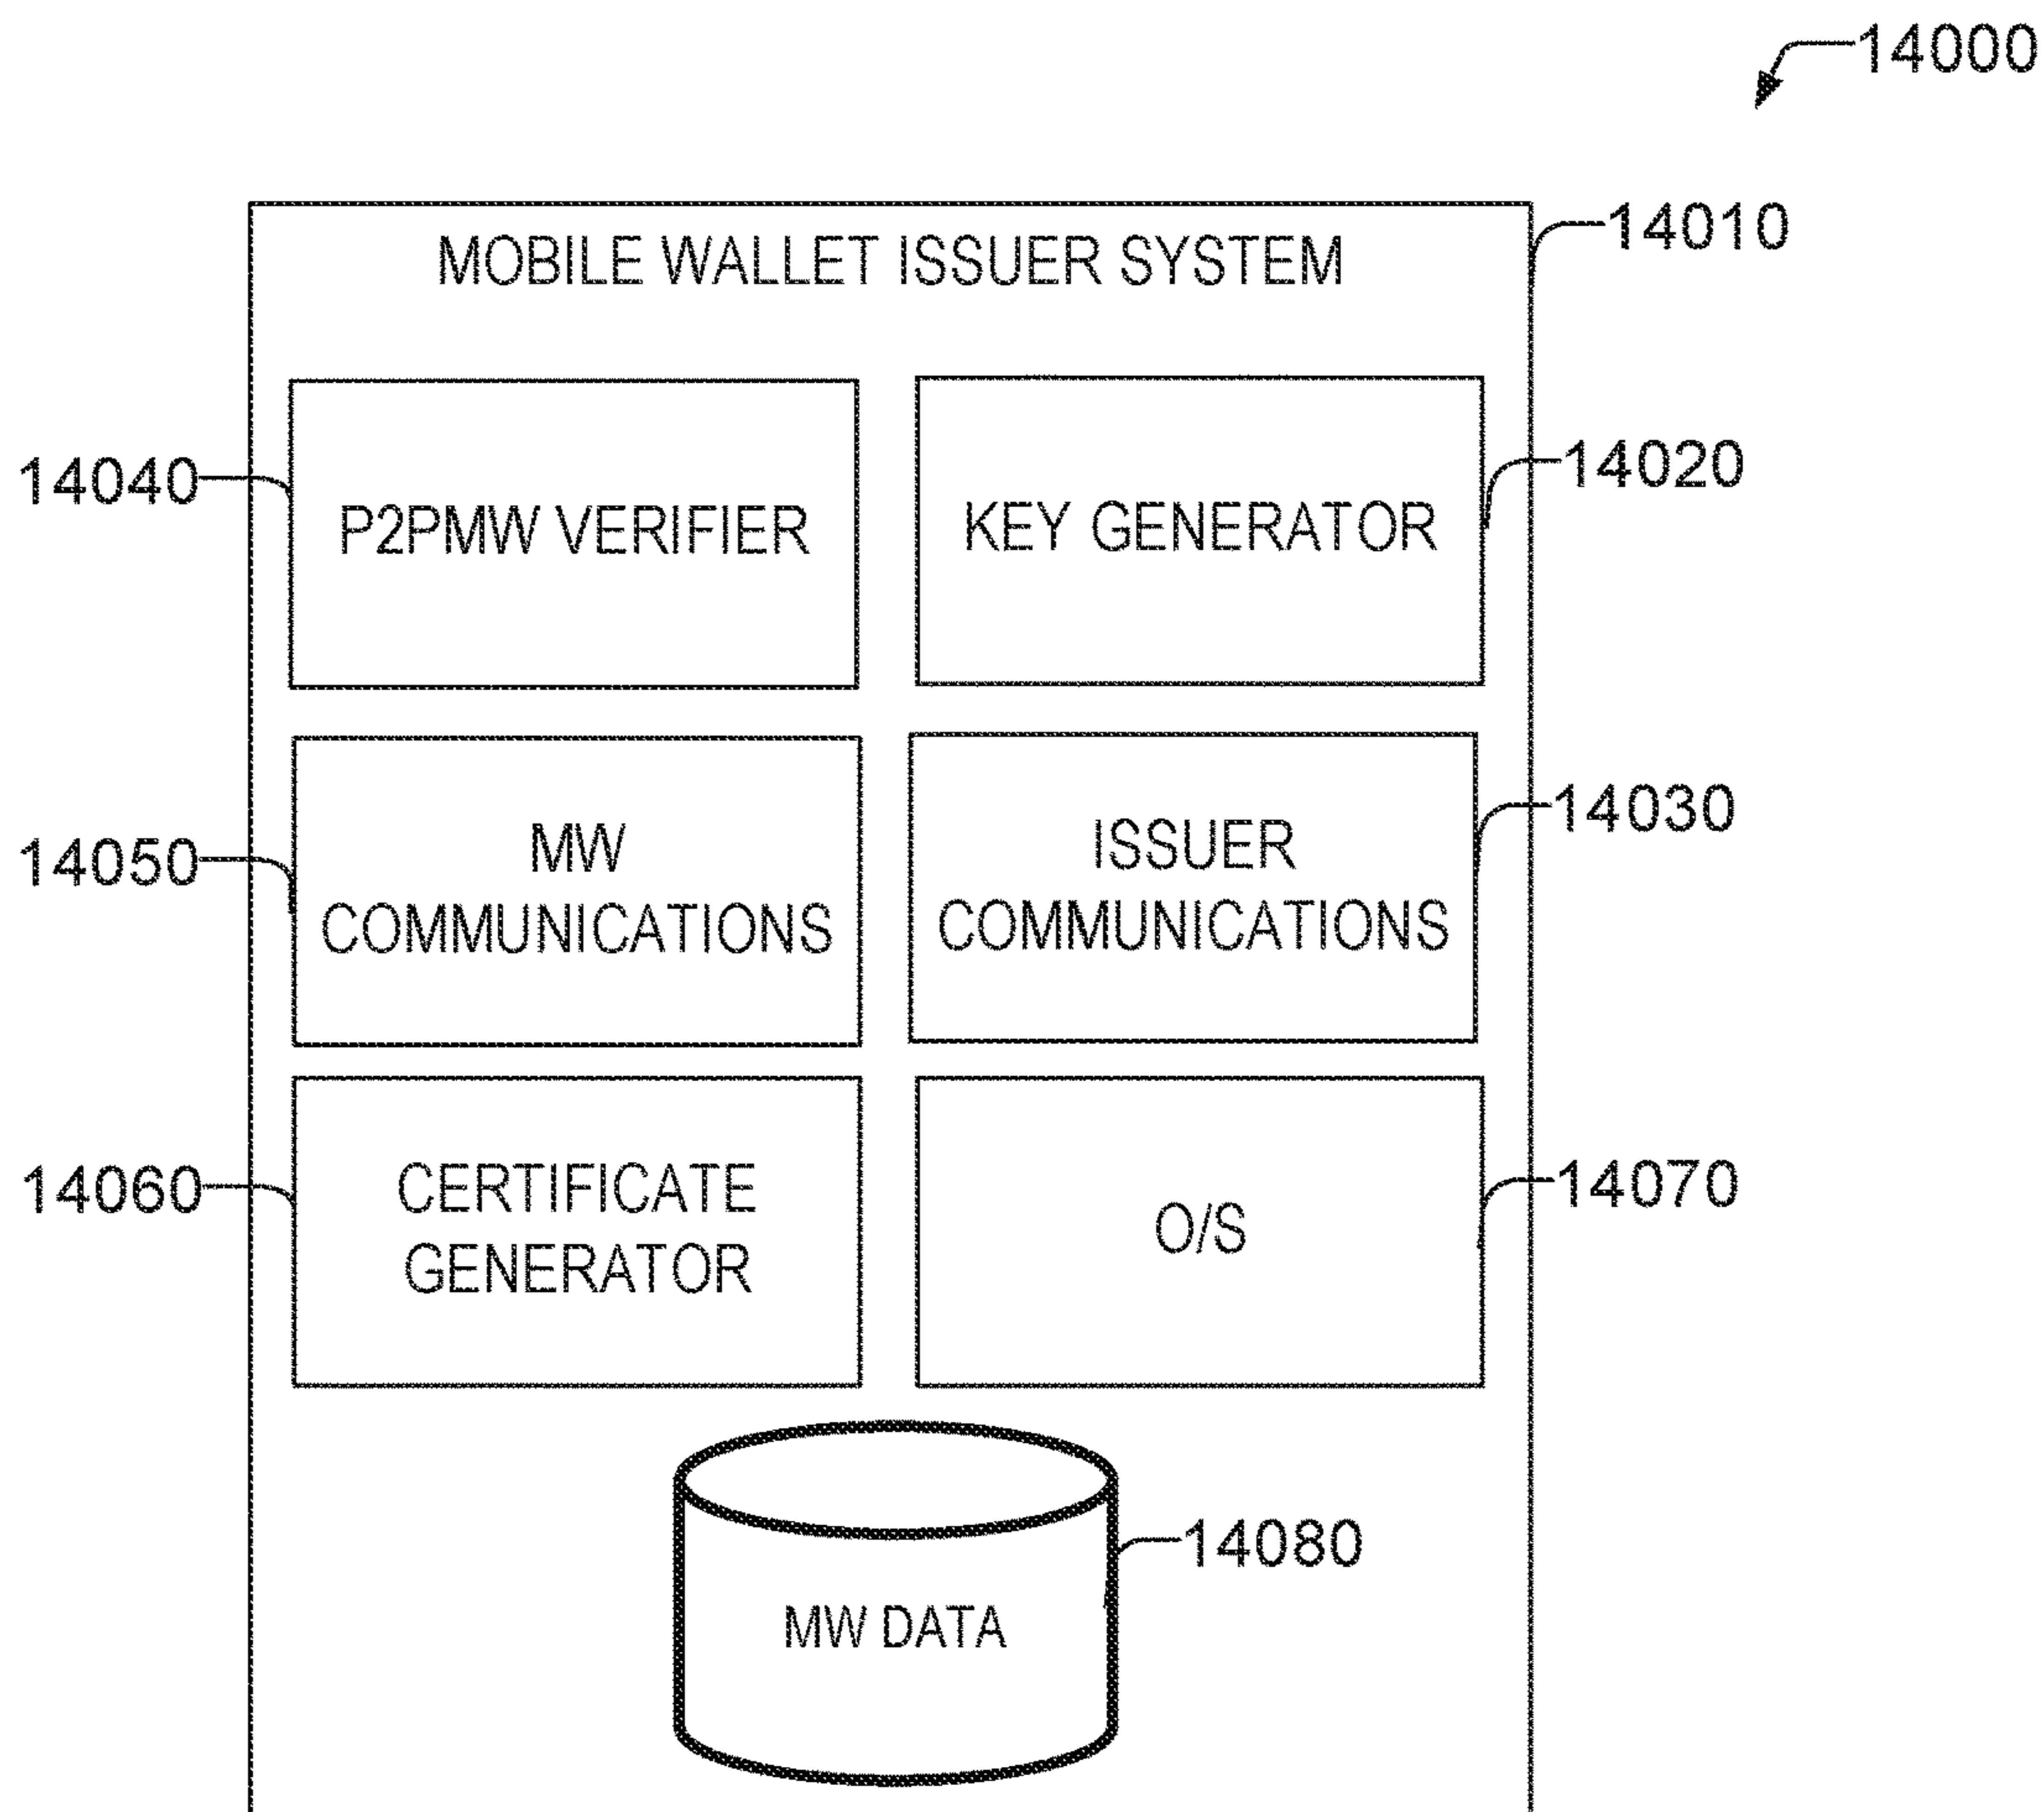 14000
14010
MOBILE WALLET ISSUER SYSTEM
14040
P2PMW VERIFIER
KEY GENERATOR
14020
14050
MW
COMMUNICATIONS
ISSUER
COMMUNICATIONS
14030
14060
CERTIFICATE
GENERATOR
O/S
14070
14080
MW DATA